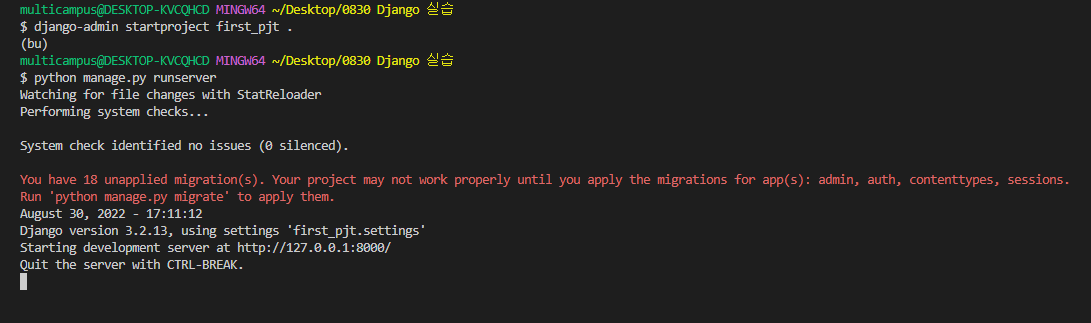 multicampus@DESKTOP-KVCQHCD MINGW64 ~/Desktop/0830 Django 실습
$ django-admin startproject first_pjt .
(bu)
multicampus@DESKTOP-KVCQHCD MINGW64 ~/Desktop/0830 Django 실습
$ python manage.py runserver
Watching for file changes with StatReloader
Performing system checks...
System check identified no issues (0 silenced).
You have 18 unapplied migration(s). Your project may not work properly until you apply the migrations for app(s): admin, auth, contenttypes, sessions.
Run 'python manage.py migrate' to apply them.
August 30, 2022 - 17:11:12
Django version 3.2.13, using settings 'first_pjt.settings'
Starting development server at http://127.0.0.1:8000/
Quit the server with CTRL-BREAK.